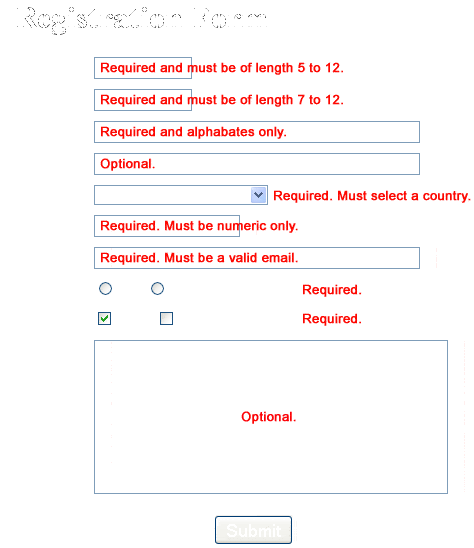 Registration Form
Required and must be of length 5 to 12.
Required and must be of length 7 to 12.
Required and alphabates only.
Optional.
Required. Must select a country.
Required. Must be numeric only.
Required. Must be a valid email.
Required.
Required.
Optional.
Submit